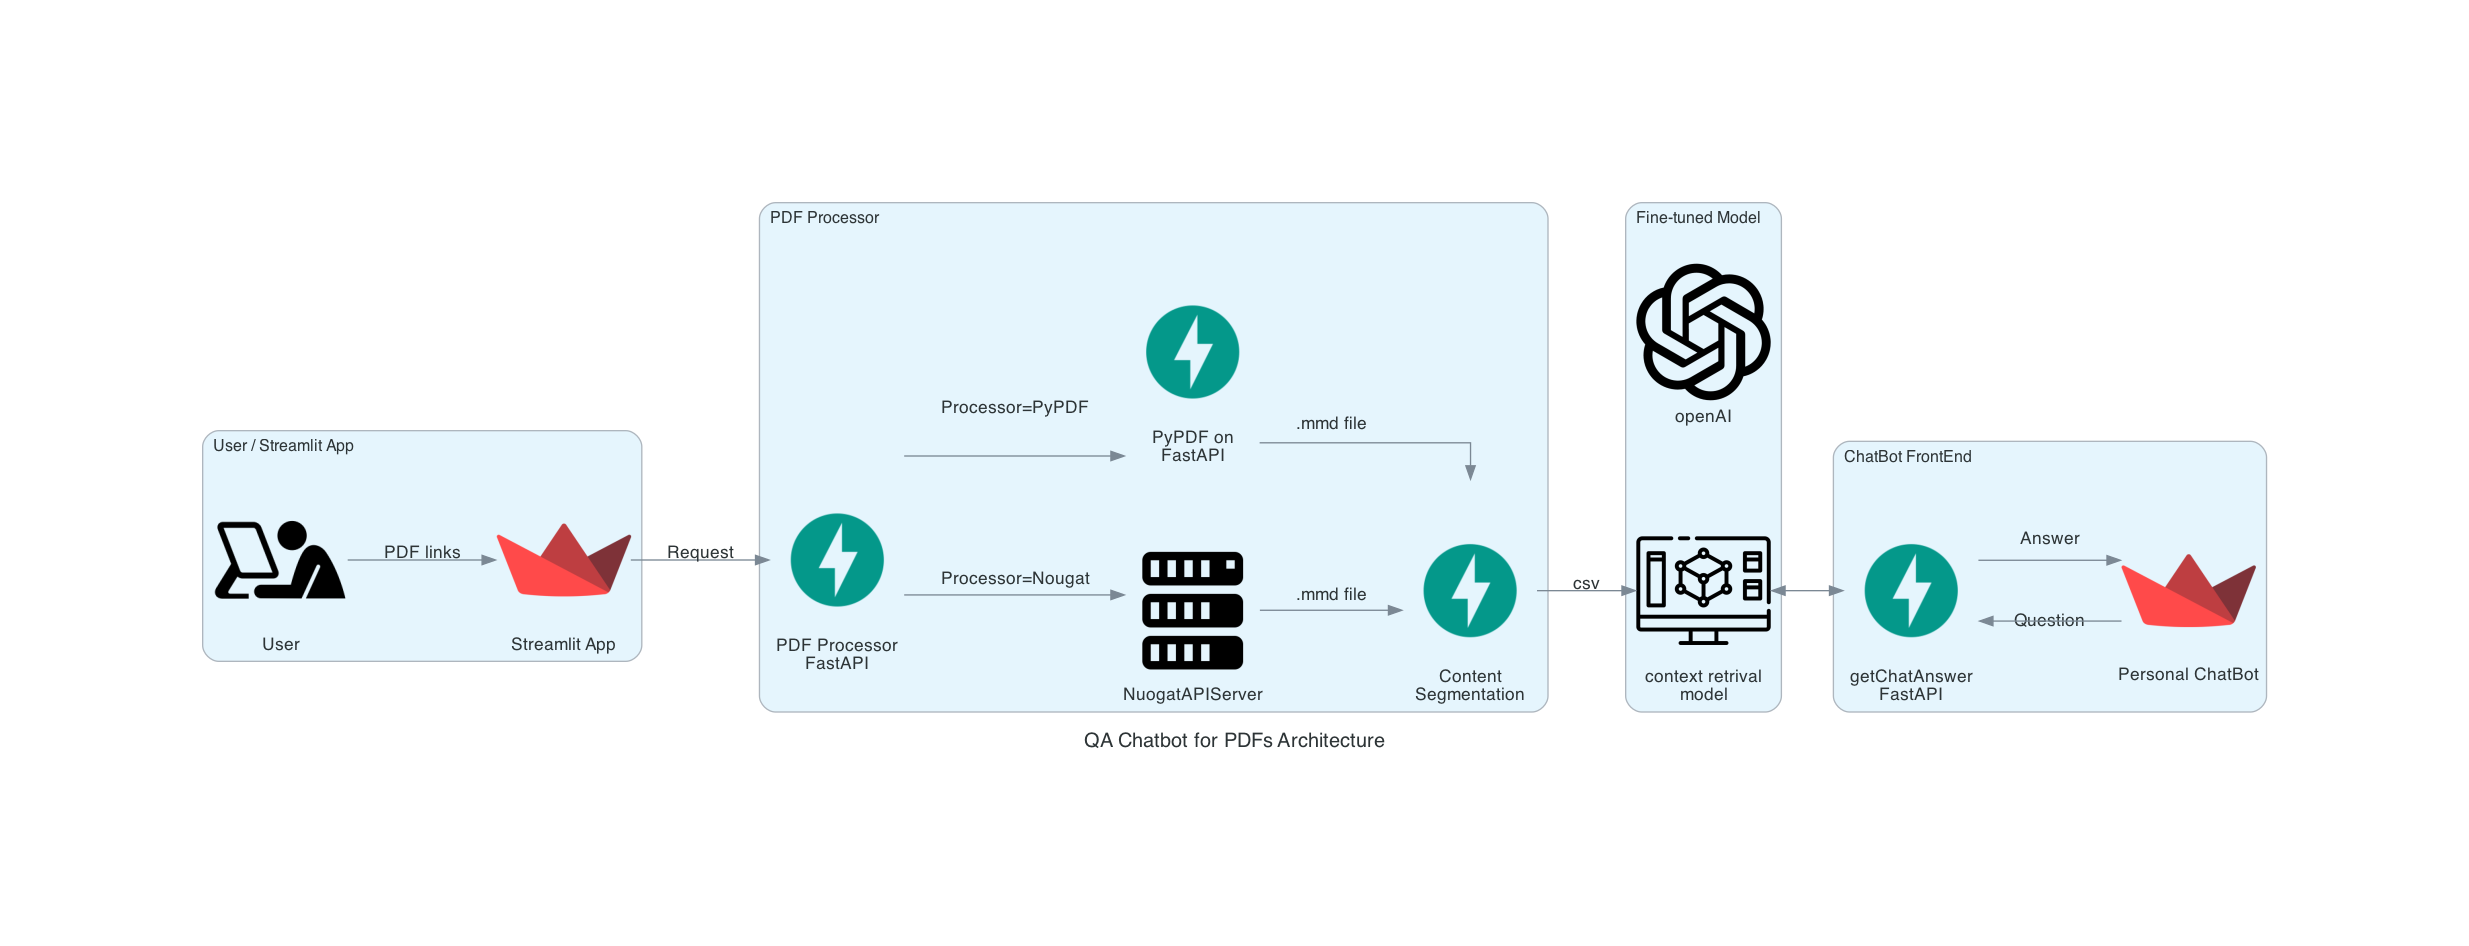 User / Streamlit App
User
PDF links
Streamlit App
Request
PDF Processor
PDF Processor
FastAPI
Processor=PyPDF
Processor=Nougat
PyPDF on
FastAPI
NuogatAPIServer
.mmd file
.mmd file
Content
Segmentation
csv
Fine-tuned Model
openAI
context retrival
model
ChatBot FrontEnd
getChatAnswer
FastAPI
Answer
Question
Personal ChatBot
QA Chatbot for PDFs Architecture